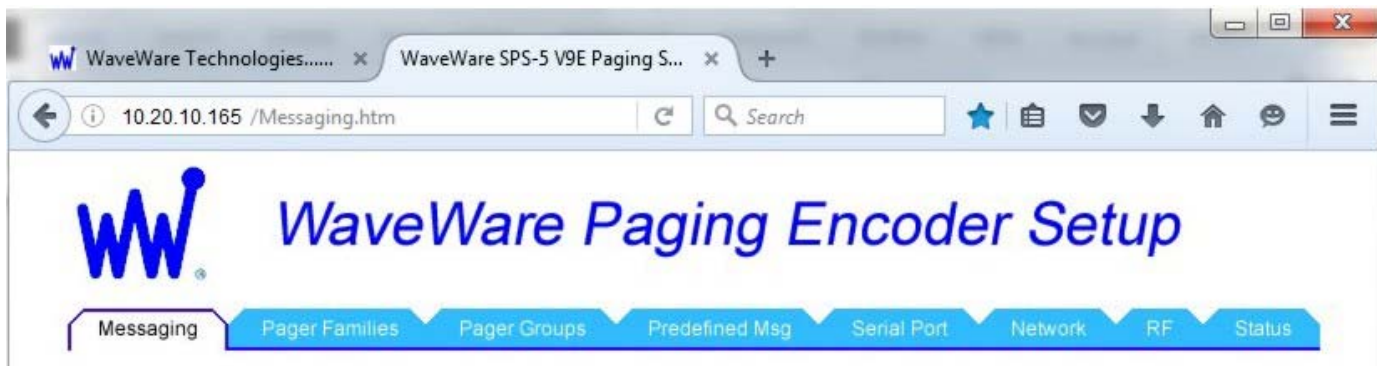 WaveWare Technologies...... WaveWare SPS-5 V9E Paging S...
10.20.10.165 /Messaging.htm Search
WW® WaveWare Paging Encoder Setup
Messaging Pager Families Pager Groups Predefined Msg Serial Port Network RF Status